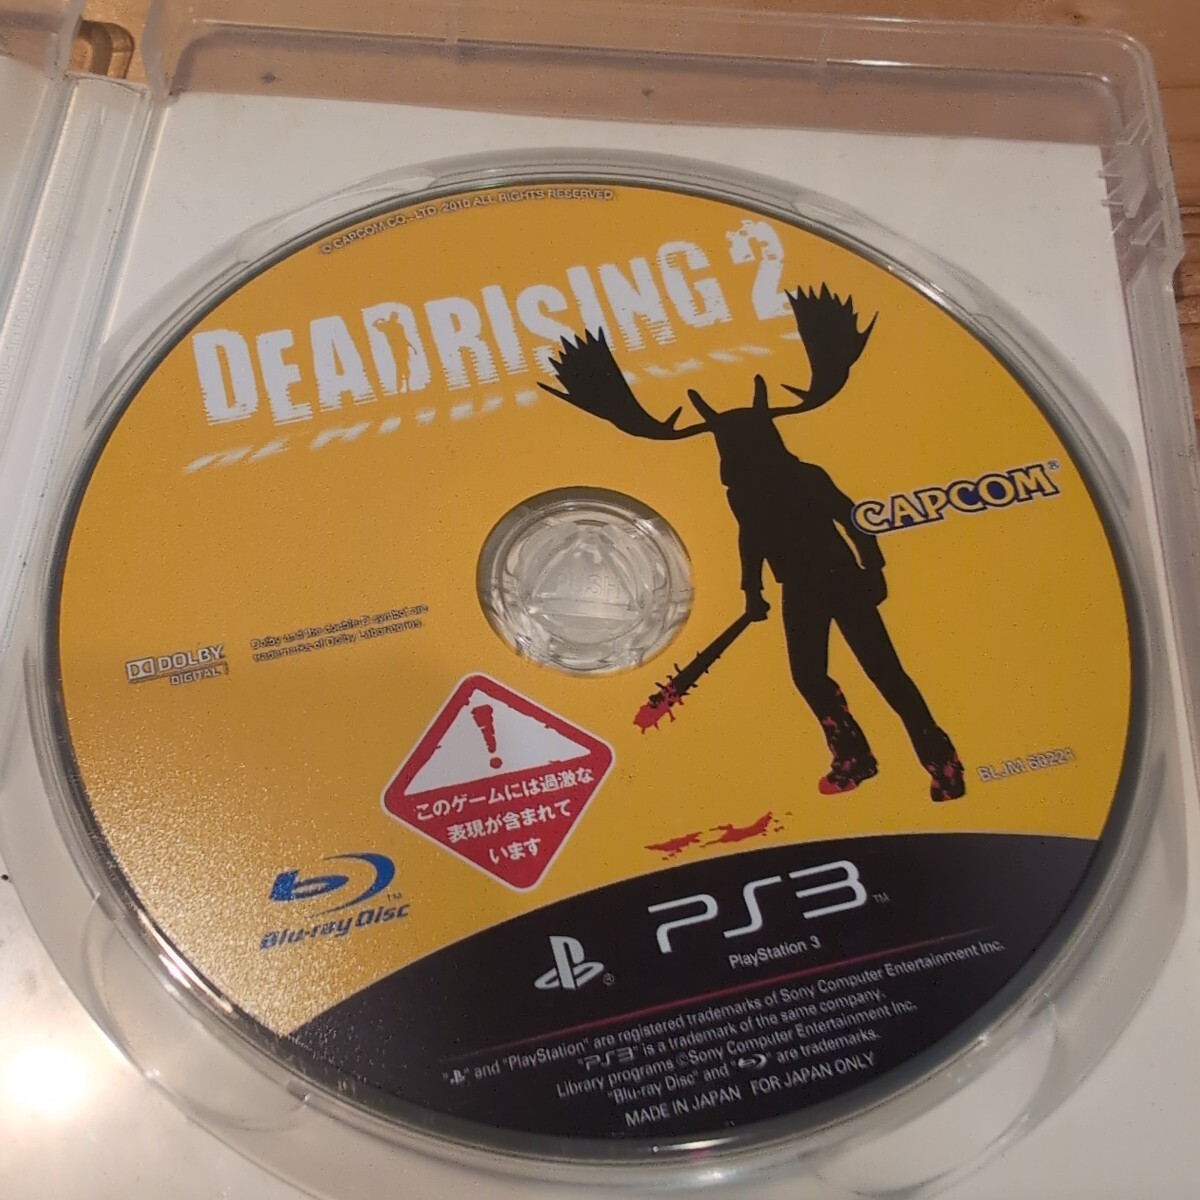 © CAPCOM CO.,LTD. 2010 ALL RIGHTS RESERVED.
DEADRISING 2
CAPCOM®
PUSH
DOLBY
DIGITAL
Dolby and the double-D symbol are
trademarks of Dolby Laboratories.
このゲームには過激な
表現が含まれて
います
BLJM 60221
Blu-ray Disc™
PS3™
®
PlayStation 3
" " and "PlayStation" are registered trademarks of Sony Computer Entertainment Inc.
"PS3" is a trademark of the same company.
Library programs ©Sony Computer Entertainment Inc.
"Blu-ray Disc" and " " are trademarks.
MADE IN JAPAN FOR JAPAN ONLY